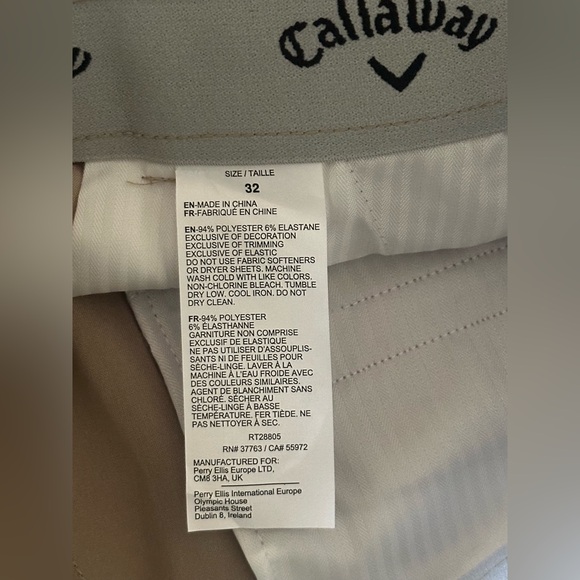 Callaway
y
SIZE / TAILLE
32
EN-MADE IN CHINA
FR-FABRIQUÉ EN CHINE
EN-94% POLYESTER 6% ELASTANE
EXCLUSIVE OF DECORATION
EXCLUSIVE OF TRIMMING
EXCLUSIVE OF ELASTIC
DO NOT USE FABRIC SOFTENERS
OR DRYER SHEETS. MACHINE
WASH COLD WITH LIKE COLORS.
NON-CHLORINE BLEACH. TUMBLE
DRY LOW. COOL IRON. DO NOT
DRY CLEAN.
FR-94% POLYESTER
6% ÉLASTHANNE
GARNITURE NON COMPRISE
EXCLUSIF DE ELASTIQUE
NE PAS UTILISER D'ASSOUPLIS-
SANTS NI DE FEUILLES POUR
SÈCHE-LINGE. LAVER À LA
MACHINE À L'EAU FROIDE AVEC
DES COULEURS SIMILAIRES.
AGENT DE BLANCHIMENT SANS
CHLORE. SÉCHER AU
SÈCHE-LINGE À BASSE
TEMPÉRATURE. FER TIÈDE. NE
PAS NETTOYER À SEC.
RT28805
RN# 37763 / CA# 55972
MANUFACTURED FOR:
Perry Ellis Europe LTD,
CM8 3HA, UK
Perry Ellis International Europe
Olympic House
Pleasants Street
Dublin 8, Ireland